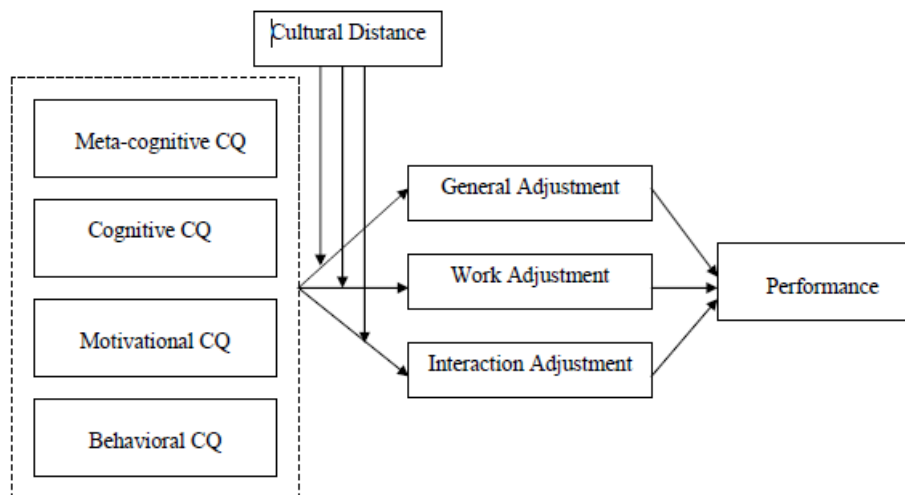 Cultural Distance
Meta-cognitive CQ
Cognitive CQ
Motivational CQ
Behavioral CQ
General Adjustment
Work Adjustment
Interaction Adjustment
Performance